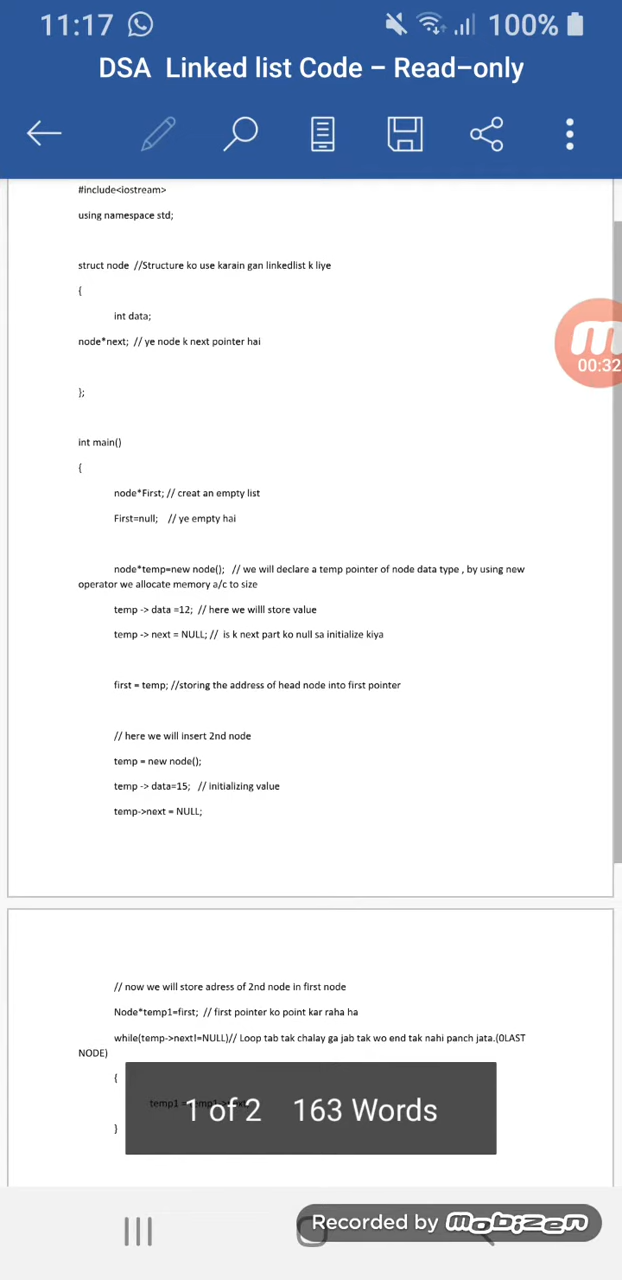 11:17 100%
DSA Linked list Code – Read-only
#include<iostream>
using namespace std;
struct node //Structure ko use karain gan linkedlist k liye
{
int data;
node*next; // ye node k next pointer hai
};
int main()
{
node*First; // creat an empty list
First=null; // ye empty hai
node*temp=new node(); // we will declare a temp pointer of node data type , by using new
operator we allocate memory a/c to size
temp -> data =12; // here we willl store value
temp -> next = NULL; // is k next part ko null sa initialize kiya
first = temp; //storing the address of head node into first pointer
// here we will insert 2nd node
temp = new node();
temp -> data=15; // initializing value
temp->next = NULL;
// now we will store adress of 2nd node in first node
Node*temp1=first; // first pointer ko point kar raha ha
while(temp->next!=NULL)// Loop tab tak chalay ga jab tak wo end tak nahi panch jata.(0LAST
NODE)
{
temp1
}
1 of 2 163 Words
m
00:32
Recorded by mobizen